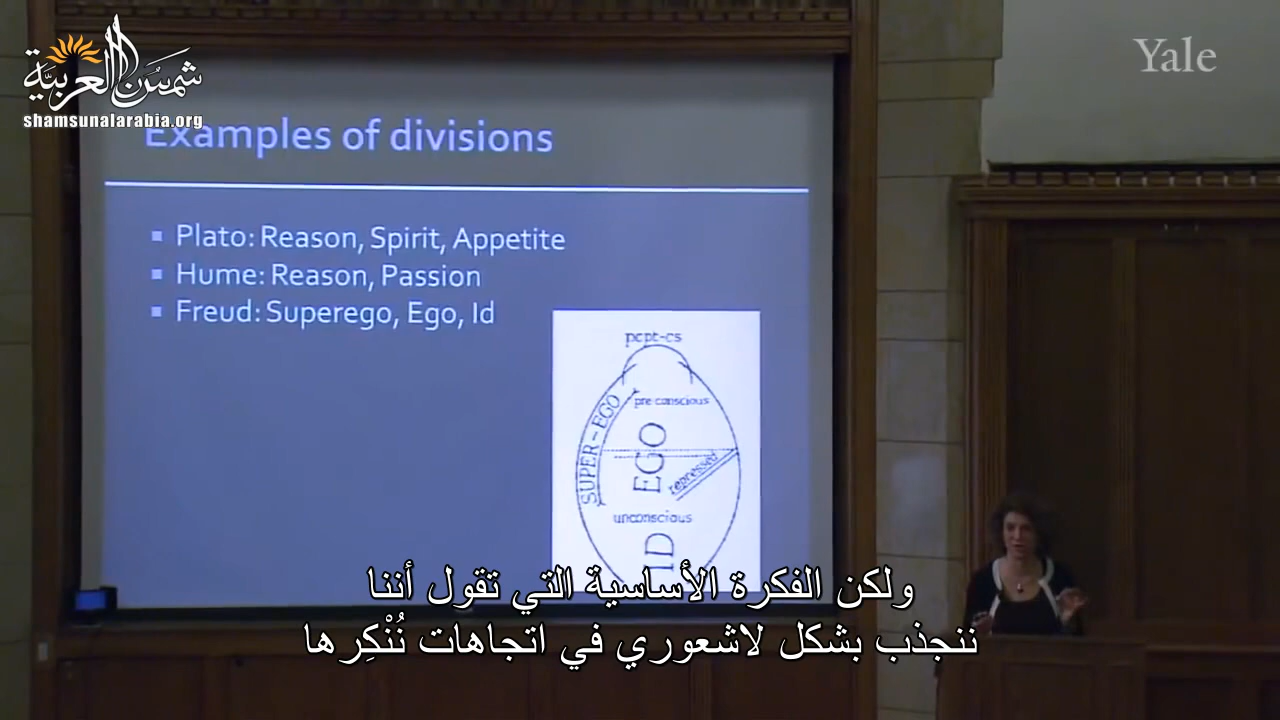 شمس العربية
shamsunalarabia.org
Yale
Examples of divisions
Plato: Reason, Spirit, Appetite
Hume: Reason, Passion
Freud: Superego, Ego, Id
pcpt-cs
pre-conscious
SUPER-EGO
EGO
repressed
unconscious
ID
ولكن الفكرة الأساسية التي تقول أننا
ننجذب بشكل لاشعوري في اتجاهات نُنْكِرها